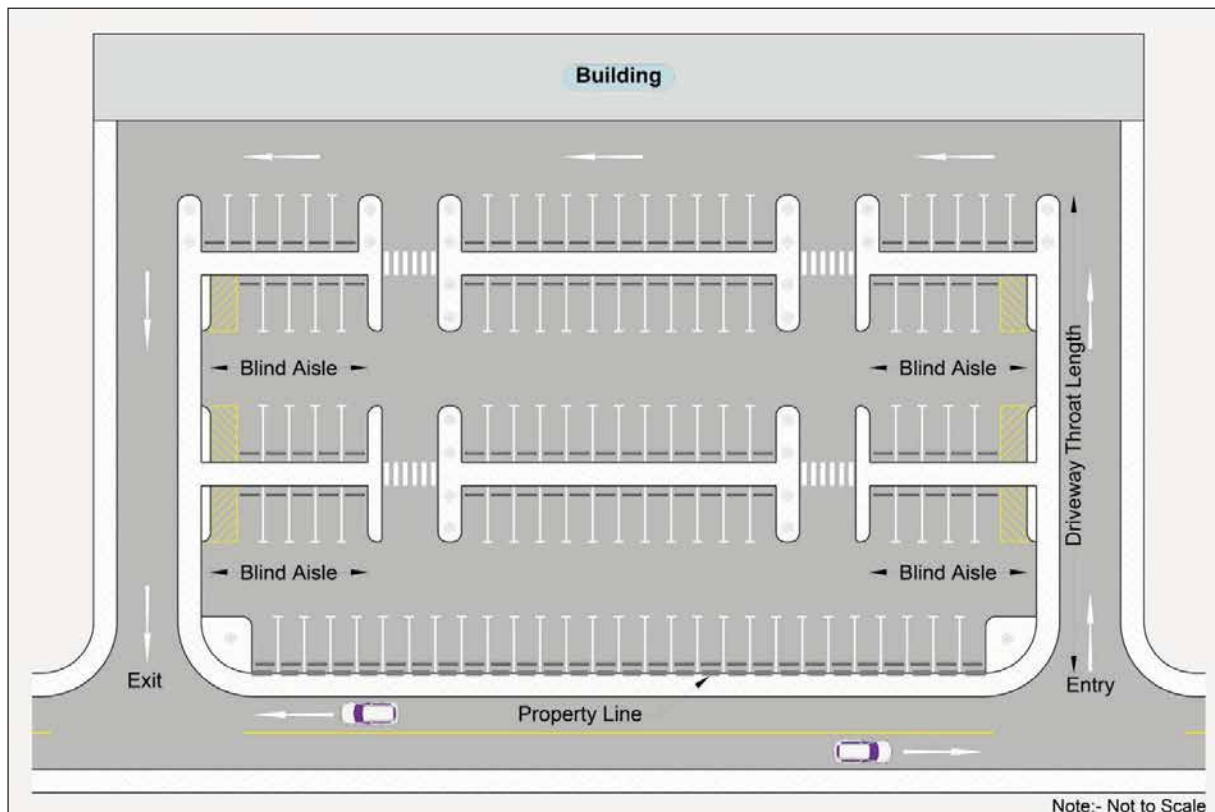 Building
Blind Aisle
Blind Aisle
Driveway Throat Length
Blind Aisle
Blind Aisle
Exit
Entry
Property Line
Note:- Not to Scale